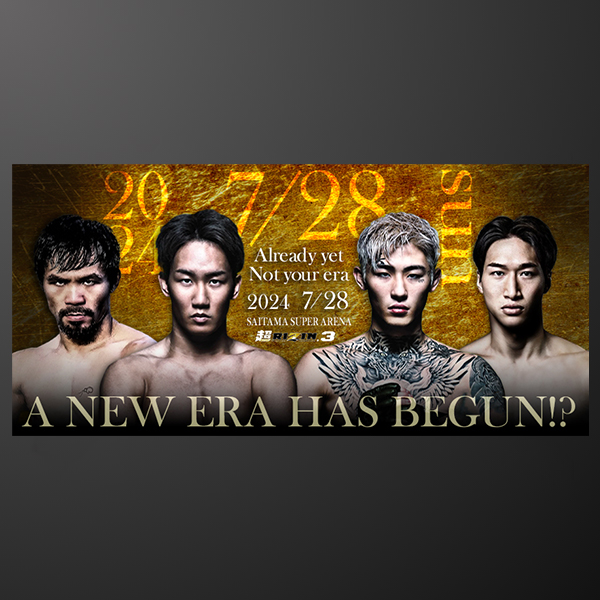 2024
7/28
sun
Already yet
Not your era
2024 7/28
SAITAMA SUPER ARENA
超RIZIN.3
A NEW ERA HAS BEGUN!?